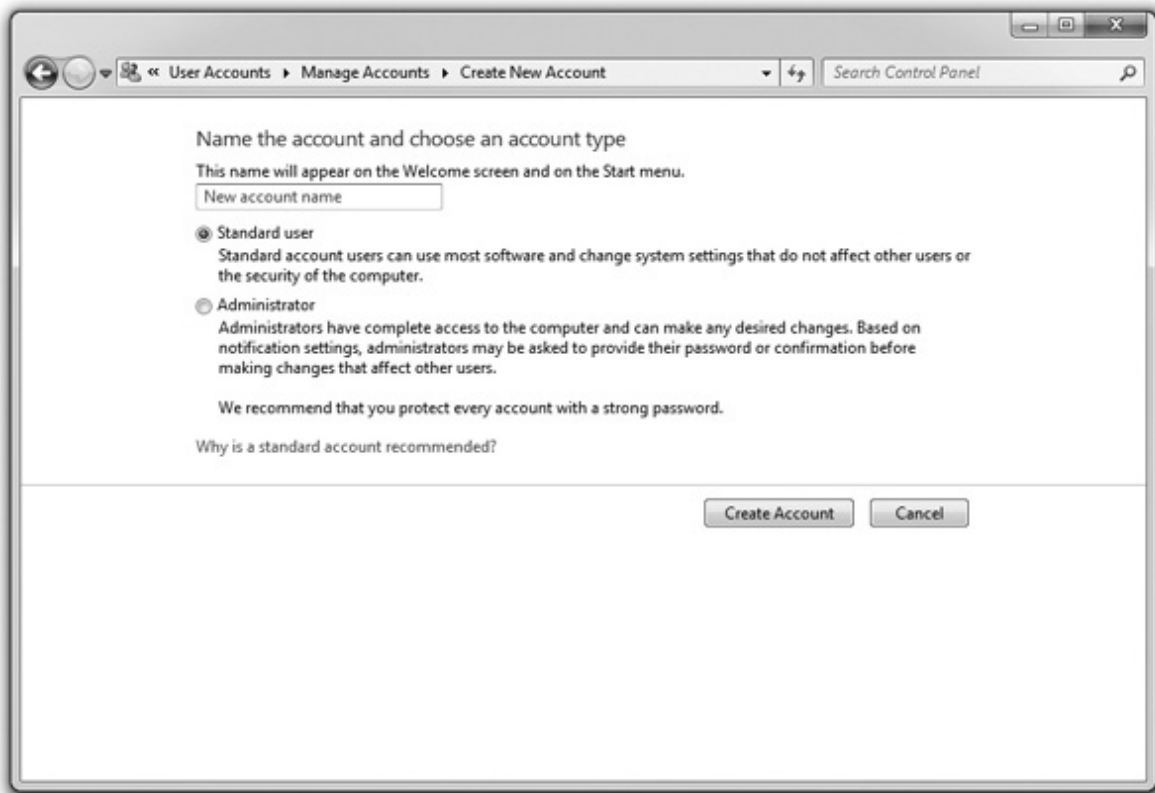 « User Accounts ▸ Manage Accounts ▸ Create New Account
Search Control Panel
Name the account and choose an account type
This name will appear on the Welcome screen and on the Start menu.
New account name
Standard user
Standard account users can use most software and change system settings that do not affect other users or
the security of the computer.
Administrator
Administrators have complete access to the computer and can make any desired changes. Based on
notification settings, administrators may be asked to provide their password or confirmation before
making changes that affect other users.
We recommend that you protect every account with a strong password.
Why is a standard account recommended?
Create Account
Cancel